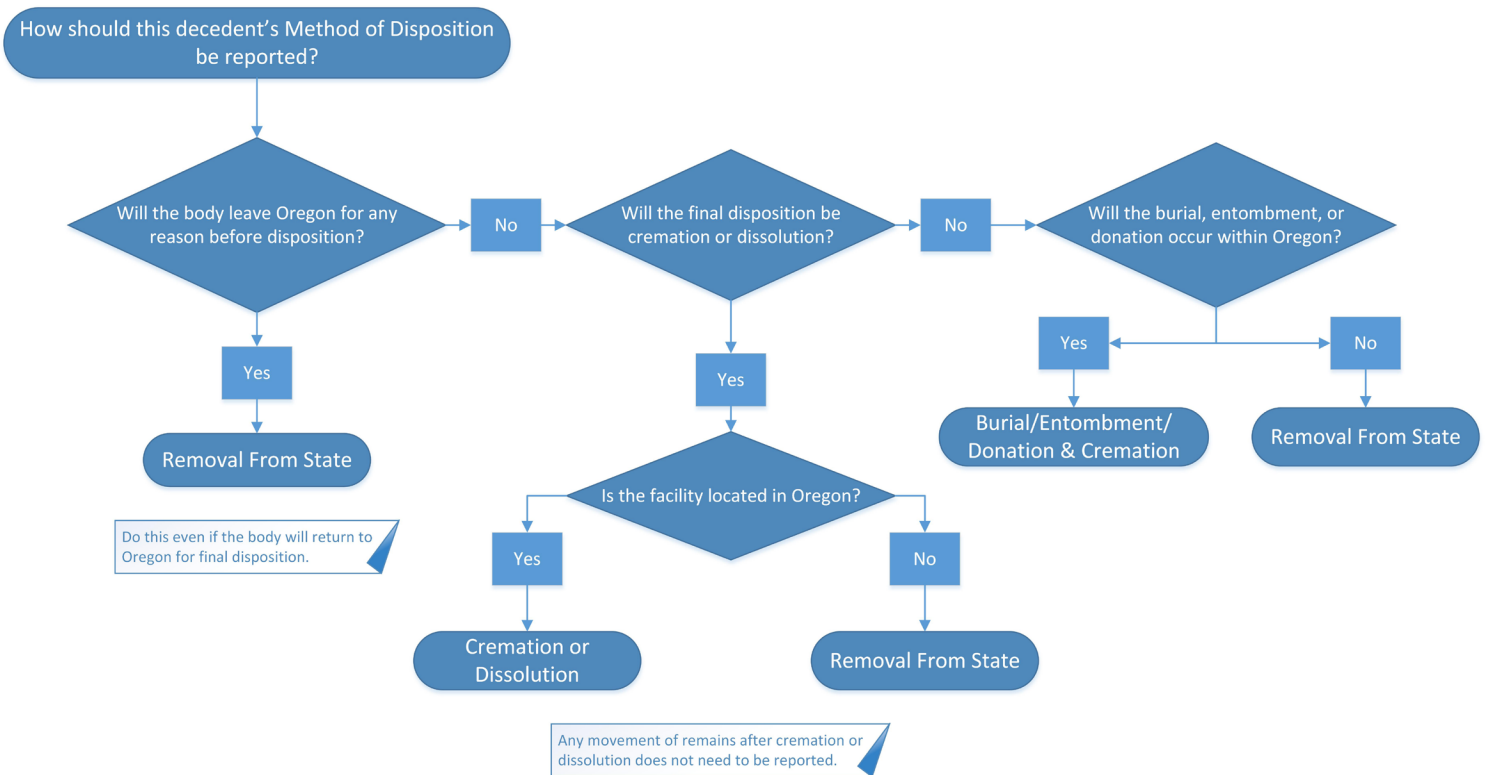 How should this decedent’s Method of Disposition
be reported?
Will the body leave Oregon for any
reason before disposition?
No
Will the final disposition be
cremation or dissolution?
No
Will the burial, entombment, or
donation occur within Oregon?
Yes
Removal From State
Do this even if the body will return to
Oregon for final disposition.
Yes
Is the facility located in Oregon?
Yes
Cremation or
Dissolution
No
Removal From State
Any movement of remains after cremation or
dissolution does not need to be reported.
Yes
Burial/Entombment/
Donation & Cremation
No
Removal From State